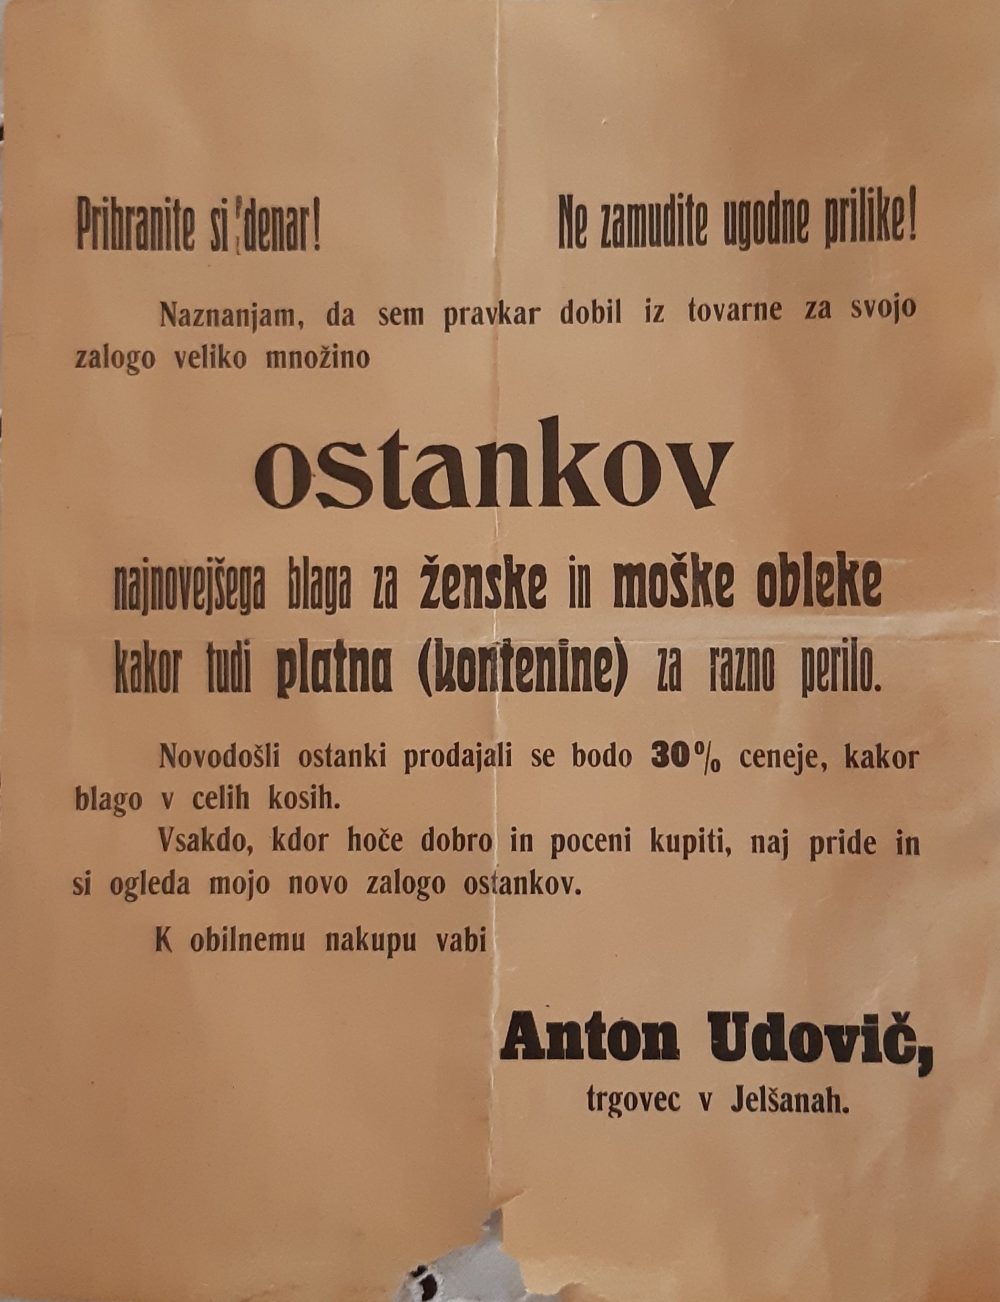 Prihranite si denar!
Ne zamudite ugodne prilike!
Naznanjam, da sem pravkar dobil iz tovarne za svojo
zalogo veliko množino
ostankov
najnovejšega blaga za ženske in moške obleke
kakor tudi platna (kontenine) za razno perilo.
Novodošli ostanki prodajali se bodo 30% ceneje, kakor
blago v celih kosih.
Vsakdo, kdor hoče dobro in poceni kupiti, naj pride in
si ogleda mojo novo zalogo ostankov.
K obilnemu nakupu vabi
Anton Udovič,
trgovec v Jelšanah.